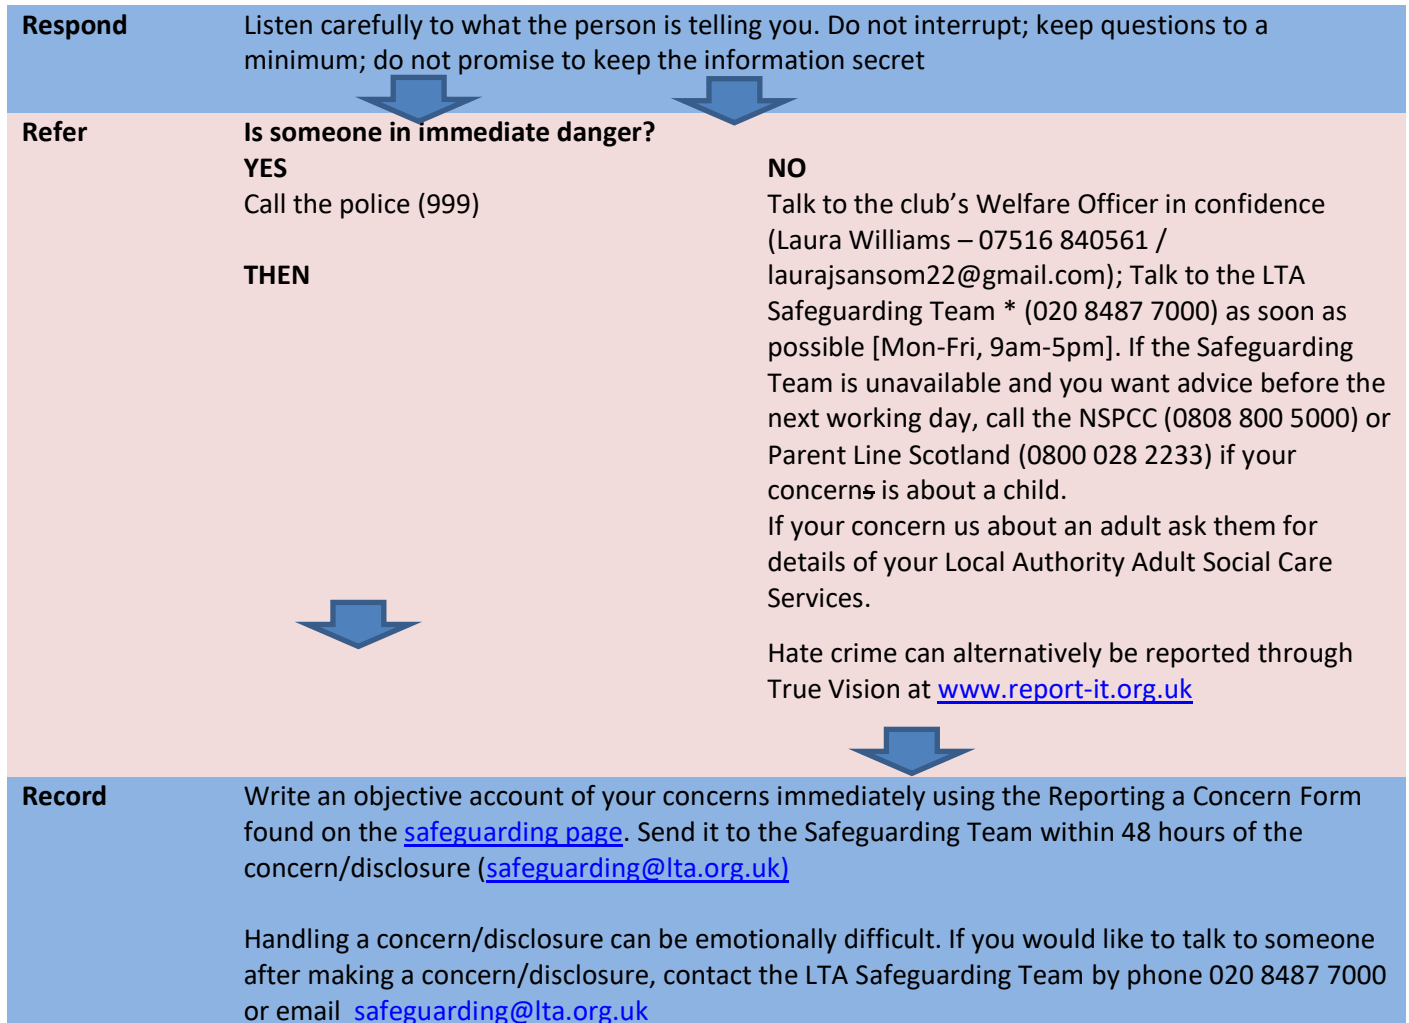 Respond
Listen carefully to what the person is telling you. Do not interrupt; keep questions to a
minimum; do not promise to keep the information secret
Refer
Is someone in immediate danger?
YES
Call the police (999)
THEN
NO
Talk to the club’s Welfare Officer in confidence
(Laura Williams – 07516 840561 /
laurajsansom22@gmail.com); Talk to the LTA
Safeguarding Team * (020 8487 7000) as soon as
possible [Mon-Fri, 9am-5pm]. If the Safeguarding
Team is unavailable and you want advice before the
next working day, call the NSPCC (0808 800 5000) or
Parent Line Scotland (0800 028 2233) if your
concerns is about a child.
If your concern us about an adult ask them for
details of your Local Authority Adult Social Care
Services.
Hate crime can alternatively be reported through
True Vision at www.report-it.org.uk
Record
Write an objective account of your concerns immediately using the Reporting a Concern Form
found on the safeguarding page. Send it to the Safeguarding Team within 48 hours of the
concern/disclosure (safeguarding@lta.org.uk)
Handling a concern/disclosure can be emotionally difficult. If you would like to talk to someone
after making a concern/disclosure, contact the LTA Safeguarding Team by phone 020 8487 7000
or email safeguarding@lta.org.uk